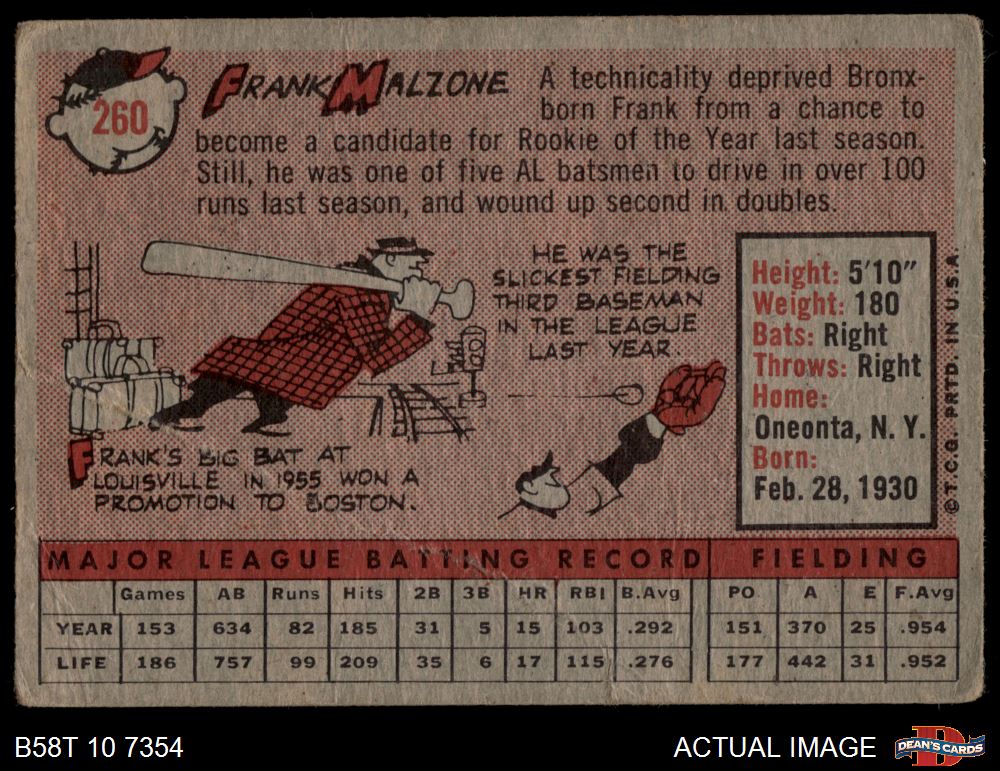 260
FRANK MALZONE
A technicality deprived Bronx-
born Frank from a chance to
become a candidate for Rookie of the Year last season.
Still, he was one of five AL batsmen to drive in over 100
runs last season, and wound up second in doubles.
HE WAS THE
SLICKEST FIELDING
THIRD BASEMAN
IN THE LEAGUE
LAST YEAR.
FRANK'S BIG BAT AT
LOUISVILLE IN 1955 WON A
PROMOTION TO BOSTON.
Height: 5'10"
Weight: 180
Bats: Right
Throws: Right
Home:
Oneonta, N. Y.
Born:
Feb. 28, 1930
© T.C.G. PRTD. IN U.S.A.
MAJOR LEAGUE BATTING RECORD FIELDING
Games AB Runs Hits 2B 3B HR RBI B.Avg PO A E F.Avg
YEAR 153 634 82 185 31 5 15 103 .292 151 370 25 .954
LIFE 186 757 99 209 35 6 17 115 .276 177 442 31 .952
B58T 10 7354
ACTUAL IMAGE
D
DEAN'S CARDS